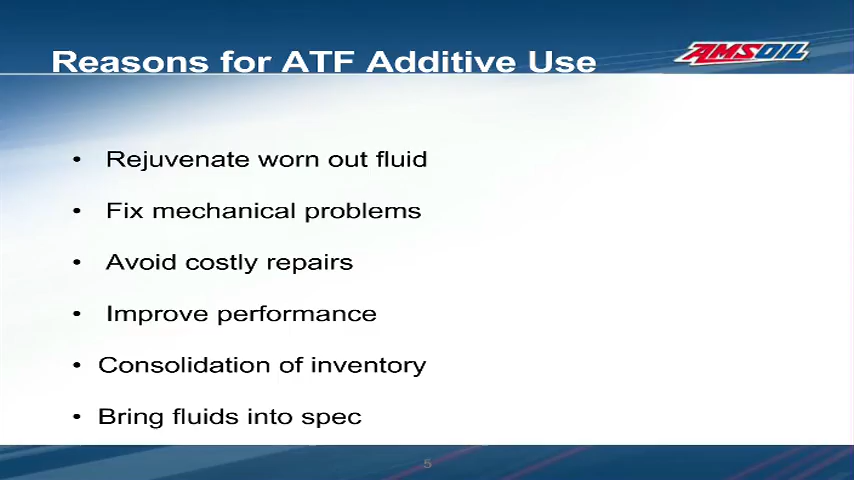 Reasons for ATF Additive Use
AMSOIL
• Rejuvenate worn out fluid
• Fix mechanical problems
• Avoid costly repairs
• Improve performance
• Consolidation of inventory
• Bring fluids into spec
5